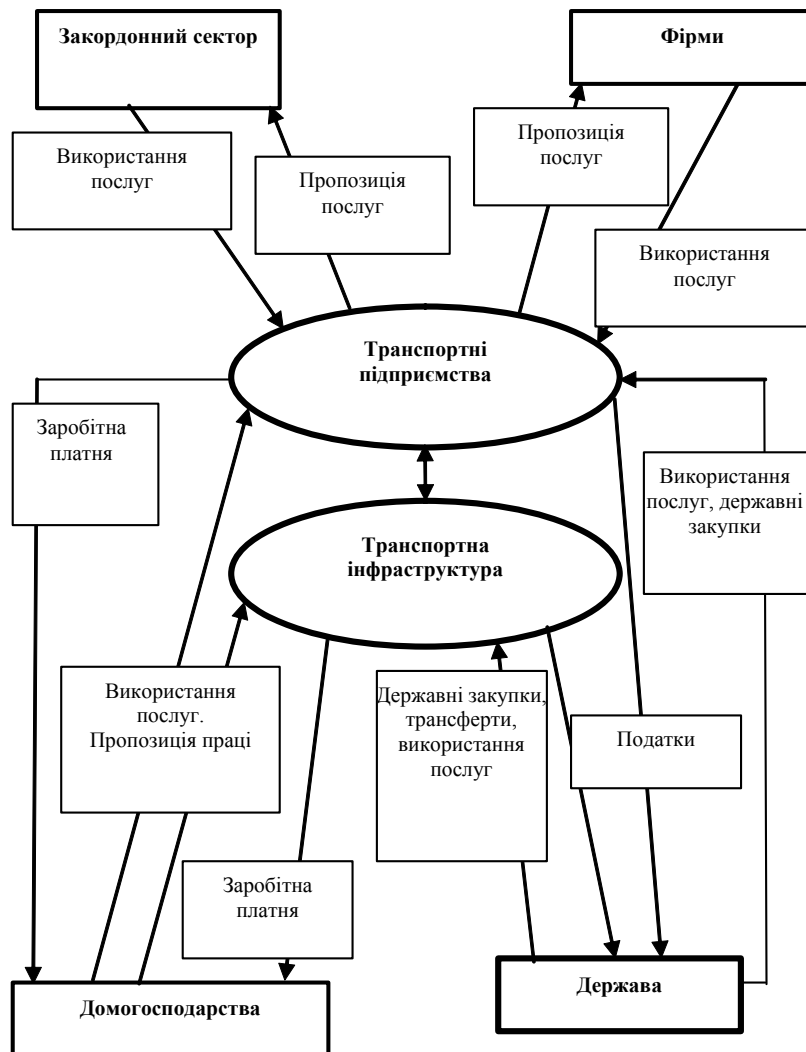 Закордонний сектор
Фірми
Використання
послуг
Пропозиція
послуг
Пропозиція
послуг
Використання
послуг
Транспортні
підприємства
Заробітна
платня
Використання
послуг, державні
закупки
Транспортна
інфраструктура
Використання
послуг.
Пропозиція праці
Державні закупки,
трансферти,
використання
послуг
Податки
Заробітна
платня
Домогосподарства
Держава